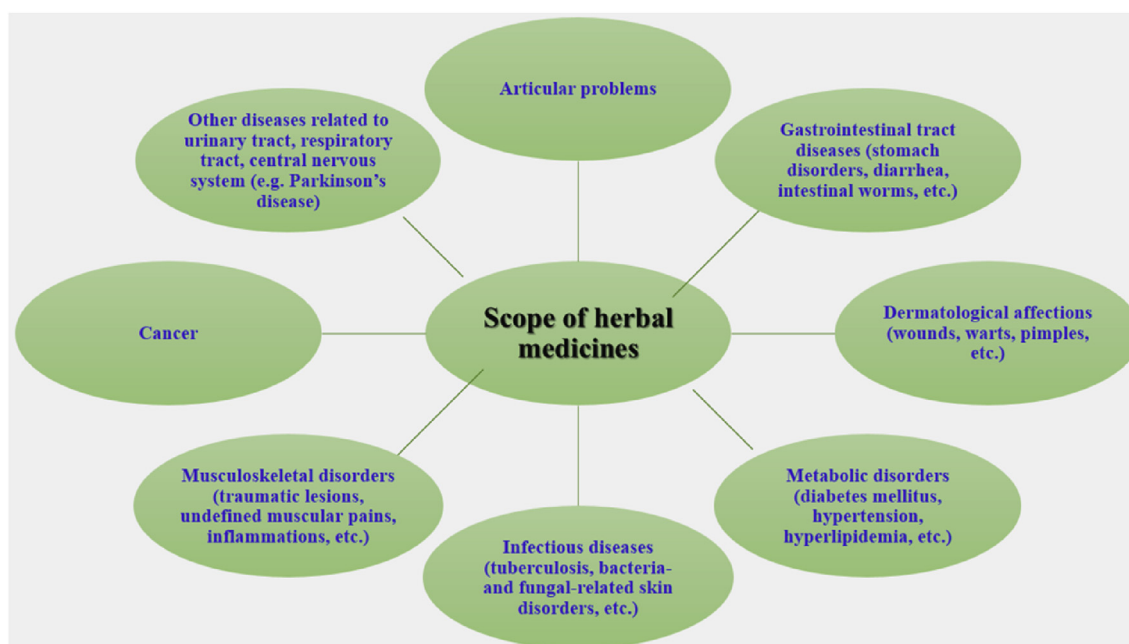 Articular problems
Other diseases related to
urinary tract, respiratory
tract, central nervous
system (e.g. Parkinson's
disease)
Gastrointestinal tract
diseases (stomach
disorders, diarrhea,
intestinal worms, etc.)
Cancer
Scope of herbal
medicines
Dermatological affections
(wounds, warts, pimples,
etc.)
Musculoskeletal disorders
(traumatic lesions,
undefined muscular pains,
inflammations, etc.)
Infectious diseases
(tuberculosis, bacteria-
and fungal-related skin
disorders, etc.)
Metabolic disorders
(diabetes mellitus,
hypertension,
hyperlipidemia, etc.)